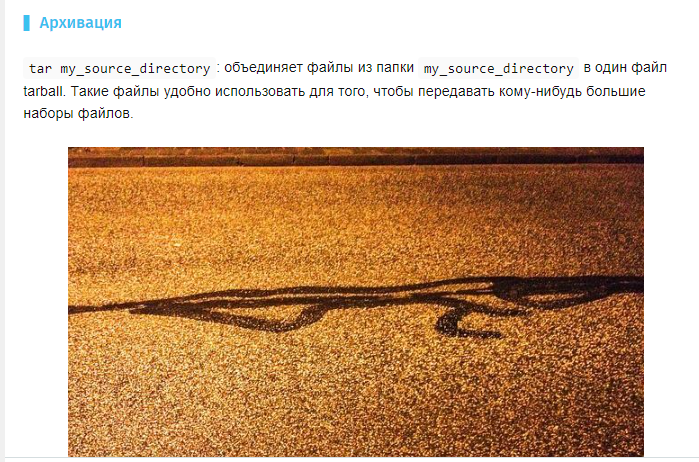 Архивация
tar my_source_directory : объединяет файлы из папки my_source_directory в один файл
tarball. Такие файлы удобно использовать для того, чтобы передавать кому-нибудь большие
наборы файлов.